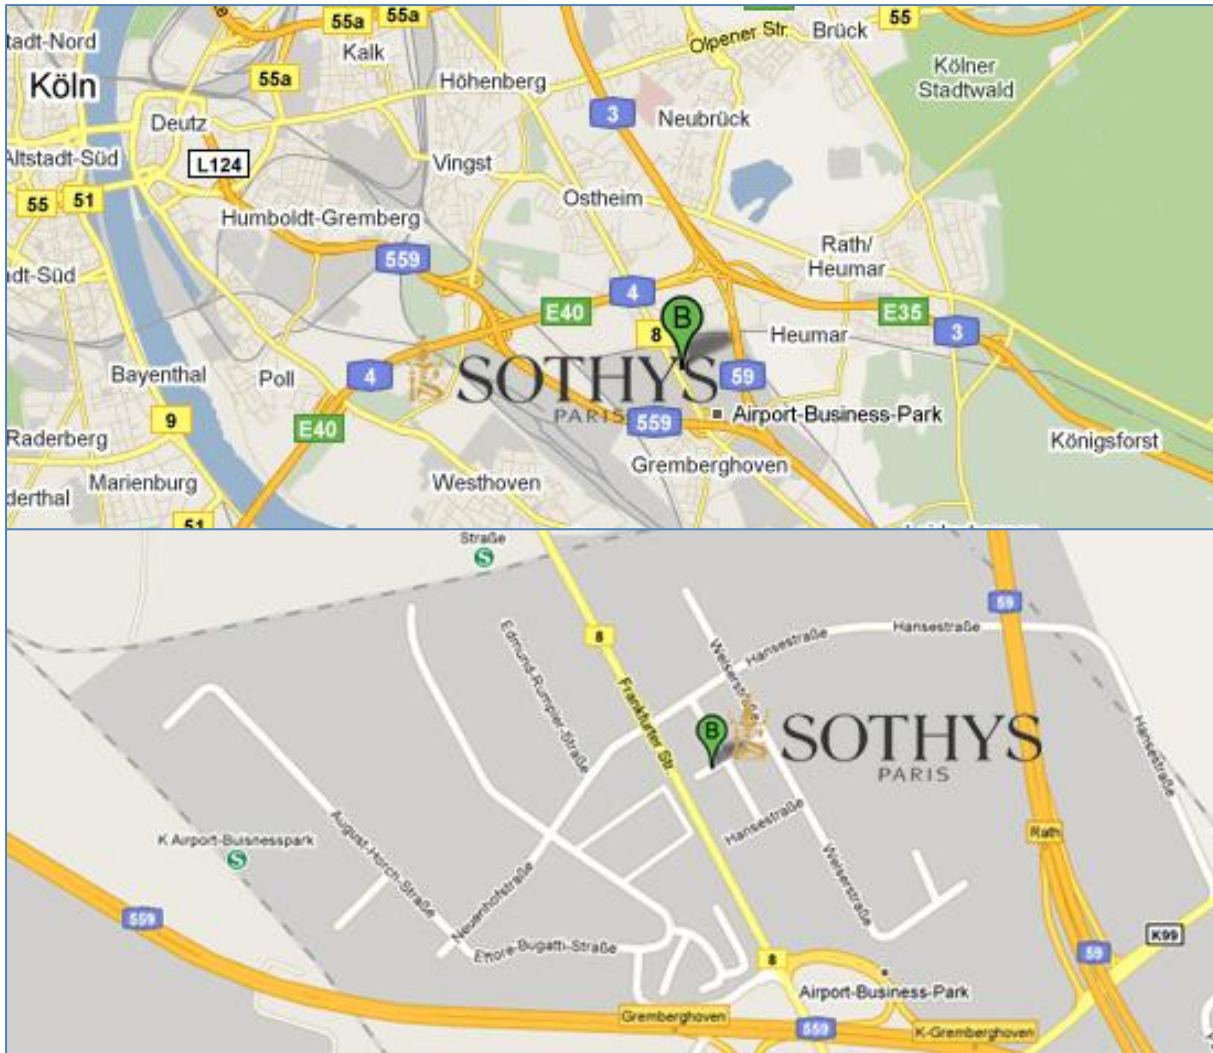 55a
55a
55
tadt-Nord
Kalk
Olpener Str.
Brück
Köln
55a
Höhenberg
Kölner
Stadtwald
Deutz
3
Neubrück
Altstadt-Süd
L124
Vingst
55
51
Humboldt-Gremberg
Ostheim
adt-Süd
559
Rath/
Heumar
4
E40
B
8
E35
Heumar
3
Bayenthal
Poll
4
SOTHYS
PARIS
59
9
E40
559
Airport-Business-Park
Raderberg
Königsforst
Gremberghoven
derthal
Marienburg
Westhoven
51
Straße
S
59
8
Hansestraße
Hansestraße
Edmund-Rumpler-Straße
Weiserstraße
Frankfurter Str.
B
SOTHYS
PARIS
Hansestraße
Hansestraße
K Airport-Buisnesspark
S
August-Horch-Straße
Rath
Weiserstraße
Neuenhofstraße
559
Ettore-Bugatti-Straße
8
K99
59
Airport-Business-Park
Gremberghoven
559
K-Gremberghoven